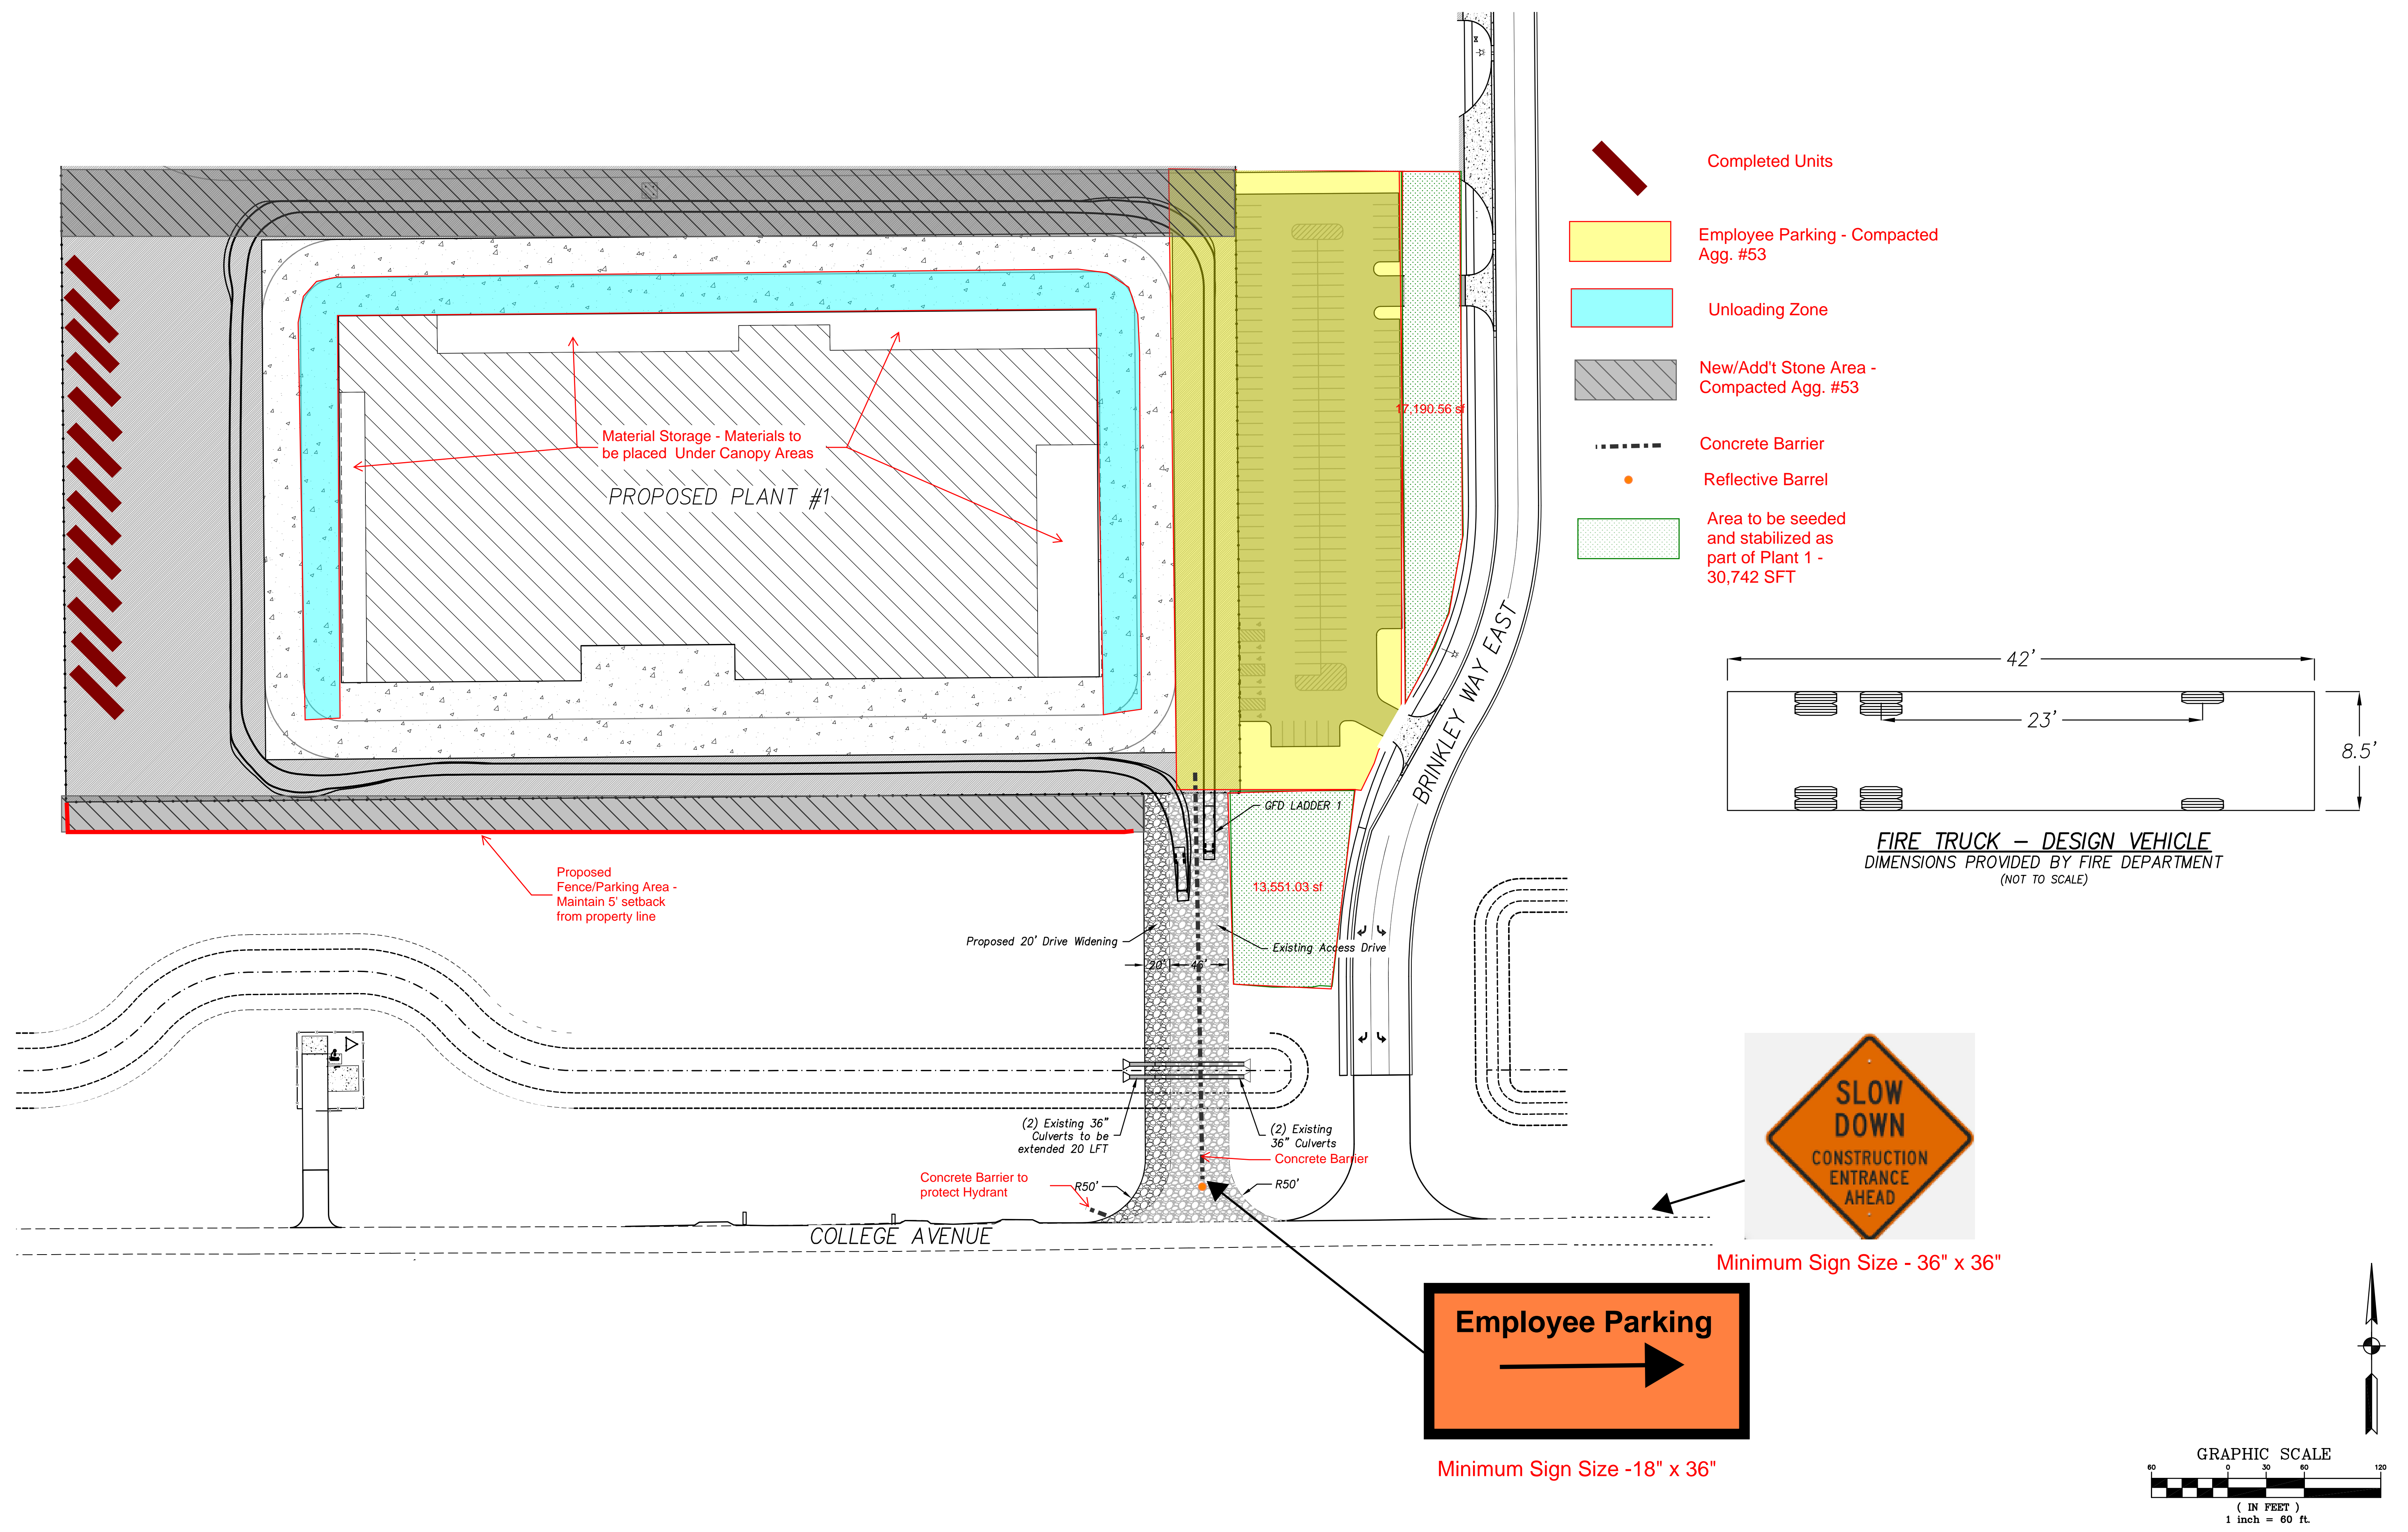 Completed Units
Employee Parking - Compacted
Agg. #53
Unloading Zone
New/Add't Stone Area -
Compacted Agg. #53
Concrete Barrier
Reflective Barrel
Area to be seeded
and stabilized as
part of Plant 1 -
30,742 SFT
17,190.56 sf
Material Storage - Materials to
be placed Under Canopy Areas
PROPOSED PLANT #1
BRINKLEY WAY EAST
42'
23'
8.5'
FIRE TRUCK – DESIGN VEHICLE
DIMENSIONS PROVIDED BY FIRE DEPARTMENT
(NOT TO SCALE)
GFD LADDER 1
Proposed
Fence/Parking Area -
Maintain 5' setback
from property line
13,551.03 sf
Proposed 20' Drive Widening
Existing Access Drive
20'
46'
(2) Existing 36"
Culverts to be
extended 20 LFT
(2) Existing
36" Culverts
Concrete Barrier
Concrete Barrier to
protect Hydrant
R50'
R50'
COLLEGE AVENUE
SLOW
DOWN
CONSTRUCTION
ENTRANCE
AHEAD
Minimum Sign Size - 36" x 36"
Employee Parking
Minimum Sign Size -18" x 36"
GRAPHIC SCALE
60 0 30 60 120
( IN FEET )
1 inch = 60 ft.